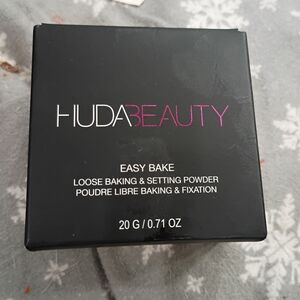 HUDABEAUTY
EASY BAKE
LOOSE BAKING & SETTING POWDER
POUDRE LIBRE BAKING & FIXATION
20 G / 0.71 OZ